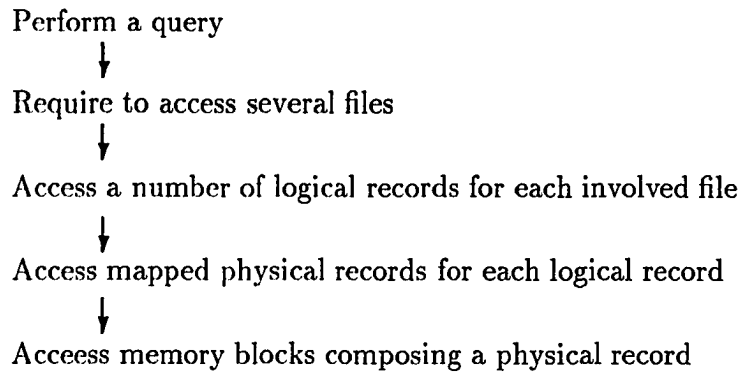 Perform a query
Require to access several files
Access a number of logical records for each involved file
Access mapped physical records for each logical record
Acceess memory blocks composing a physical record